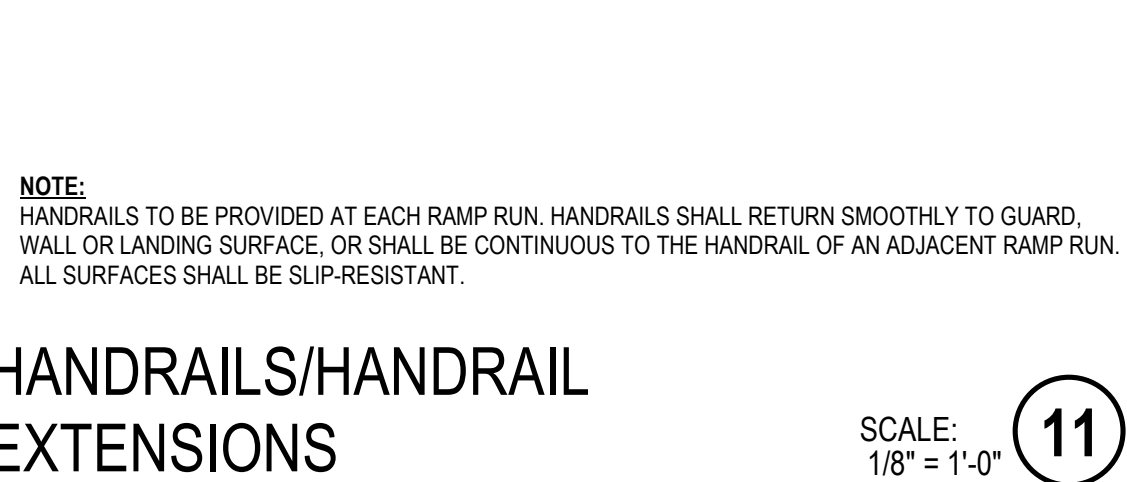 NOTE:
HANDRAILS TO BE PROVIDED AT EACH RAMP RUN. HANDRAILS SHALL RETURN SMOOTHLY TO GUARD,
WALL OR LANDING SURFACE, OR SHALL BE CONTINUOUS TO THE HANDRAIL OF AN ADJACENT RAMP RUN.
ALL SURFACES SHALL BE SLIP-RESISTANT.
HANDRAILS/HANDRAIL
EXTENSIONS
SCALE:
1/8" = 1'-0"
11